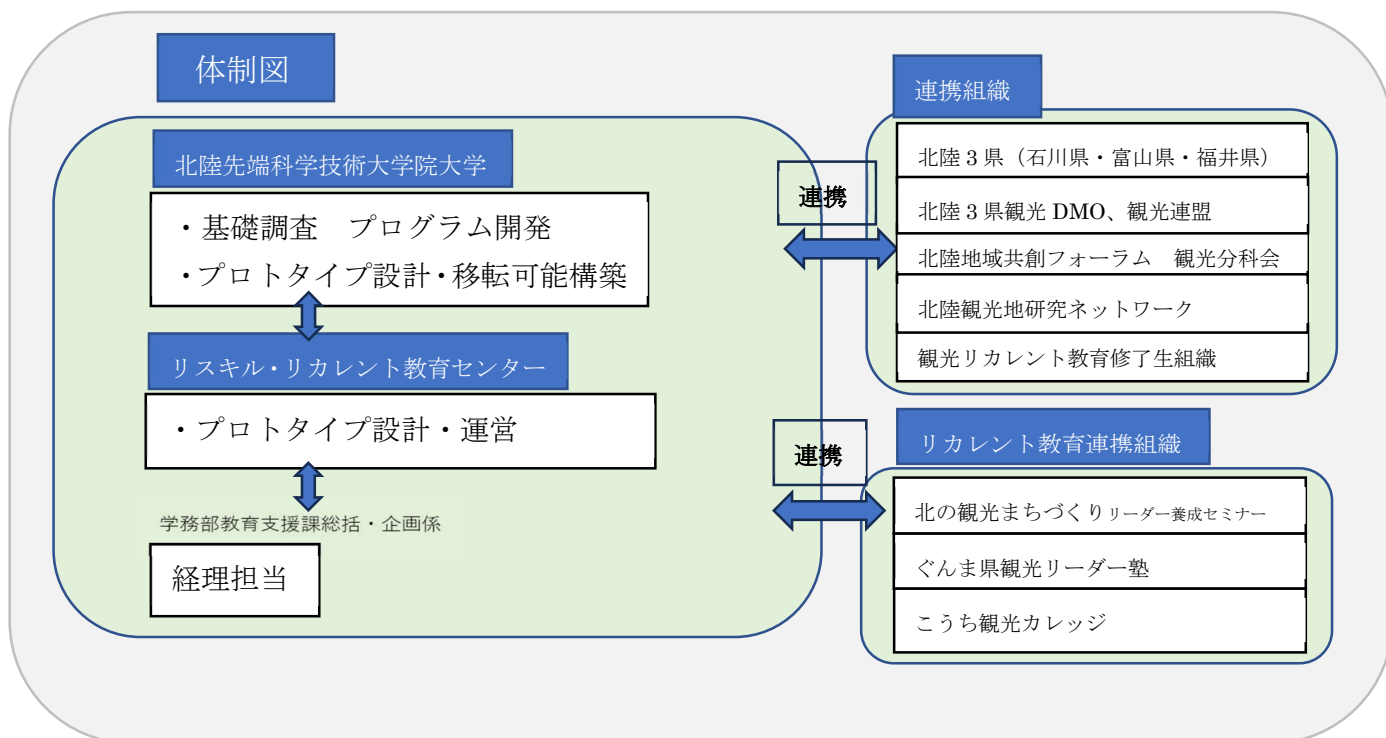 体制図
北陸先端科学技術大学院大学
・基礎調査　プログラム開発
・プロトタイプ設計・移転可能構築
リスキル・リカレント教育センター
・プロトタイプ設計・運営
学務部教育支援課総括・企画係
経理担当
連携
連携
連携組織
北陸３県（石川県・富山県・福井県）
北陸３県観光 DMO、観光連盟
北陸地域共創フォーラム　観光分科会
北陸観光地研究ネットワーク
観光リカレント教育修了生組織
リカレント教育連携組織
北の観光まちづくりリーダー養成セミナー
ぐんま県観光リーダー塾
こうち観光カレッジ